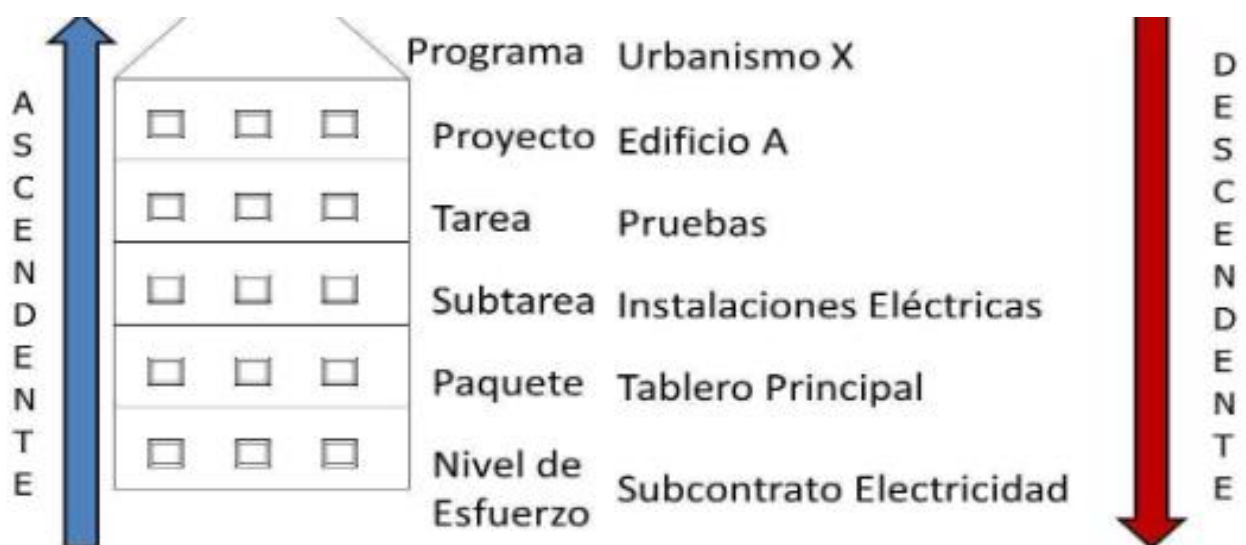 ASCENDENTE
Programa Urbanismo X
Proyecto Edificio A
Tarea Pruebas
Subtarea Instalaciones Eléctricas
Paquete Tablero Principal
Nivel de
Esfuerzo Subcontrato Electricidad
DESCENDENTE